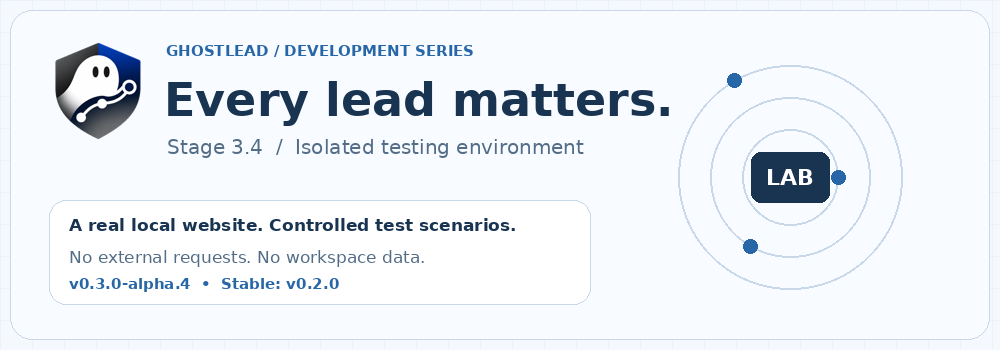 GHOSTLEAD / DEVELOPMENT SERIES
Every lead matters.
Stage 3.4 / Isolated testing environment
LAB
A real local website. Controlled test scenarios.
No external requests. No workspace data.
v0.3.0-alpha.4 • Stable: v0.2.0